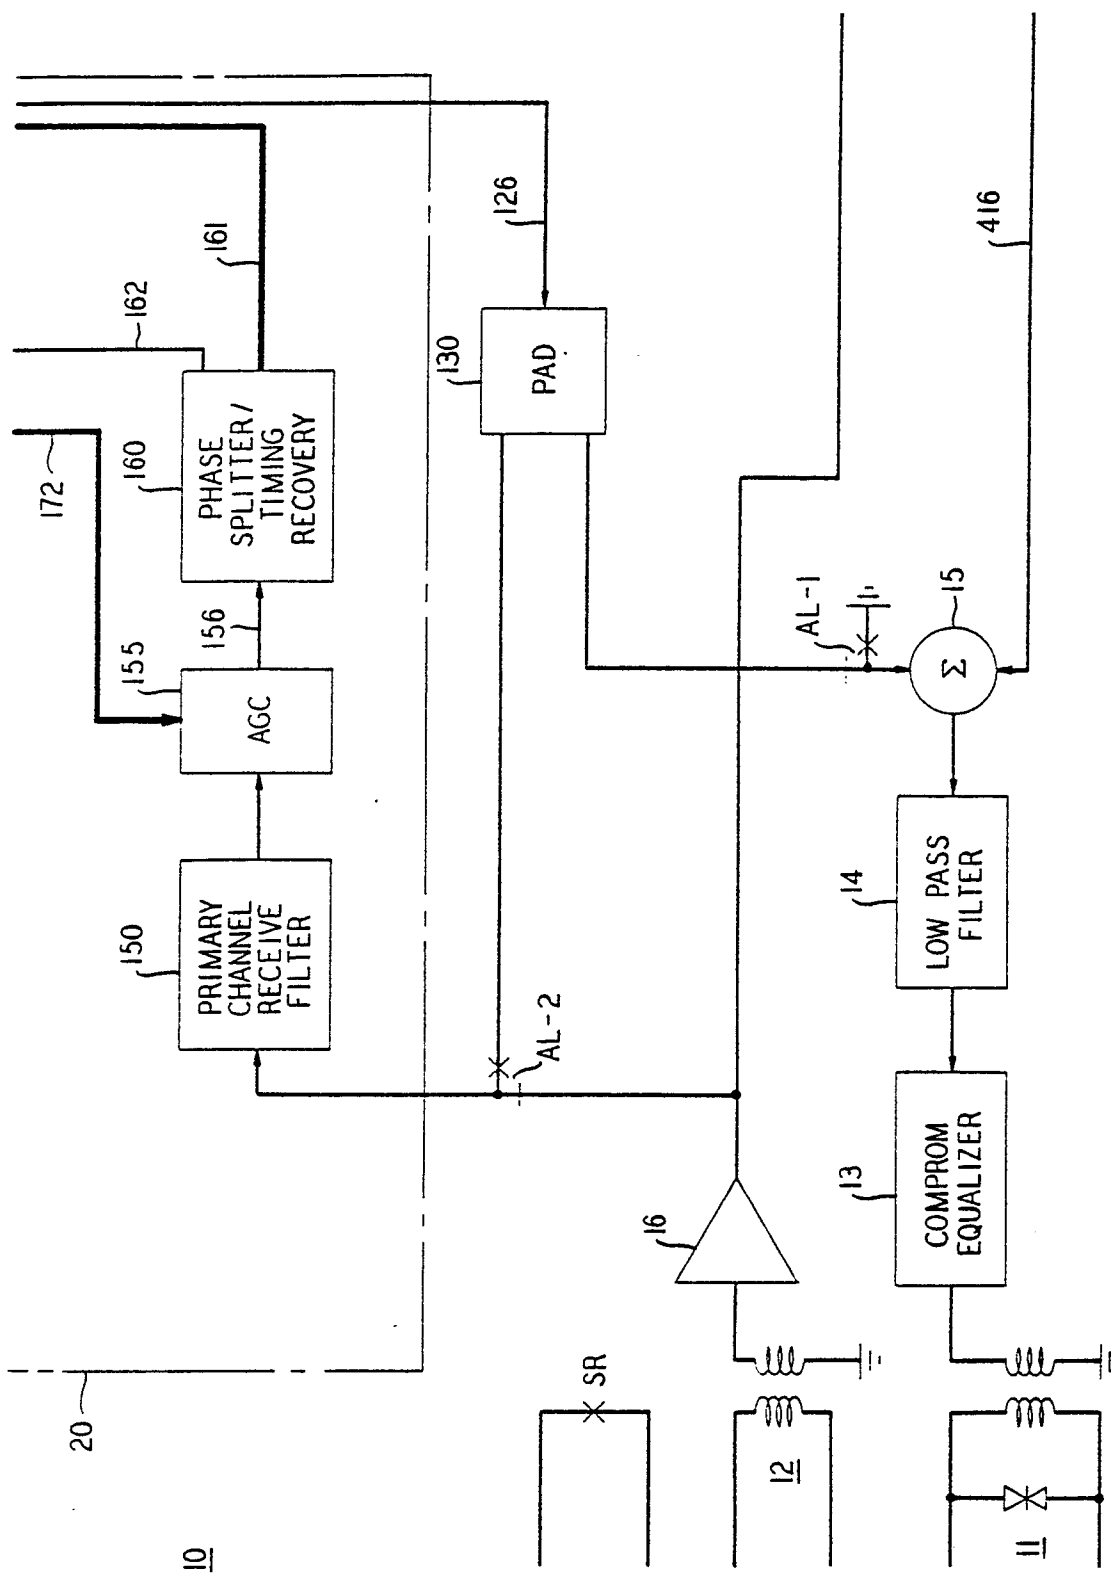 10
20
172
162
161
150
PRIMARY
CHANNEL
RECEIVE
FILTER
155
AGC
156
160
PHASE
SPLITTER/
TIMING
RECOVERY
130
PAD
126
AL-2
SR
12
16
AL-1
416
11
13
COMPROM
EQUALIZER
14
LOW PASS
FILTER
Σ
15